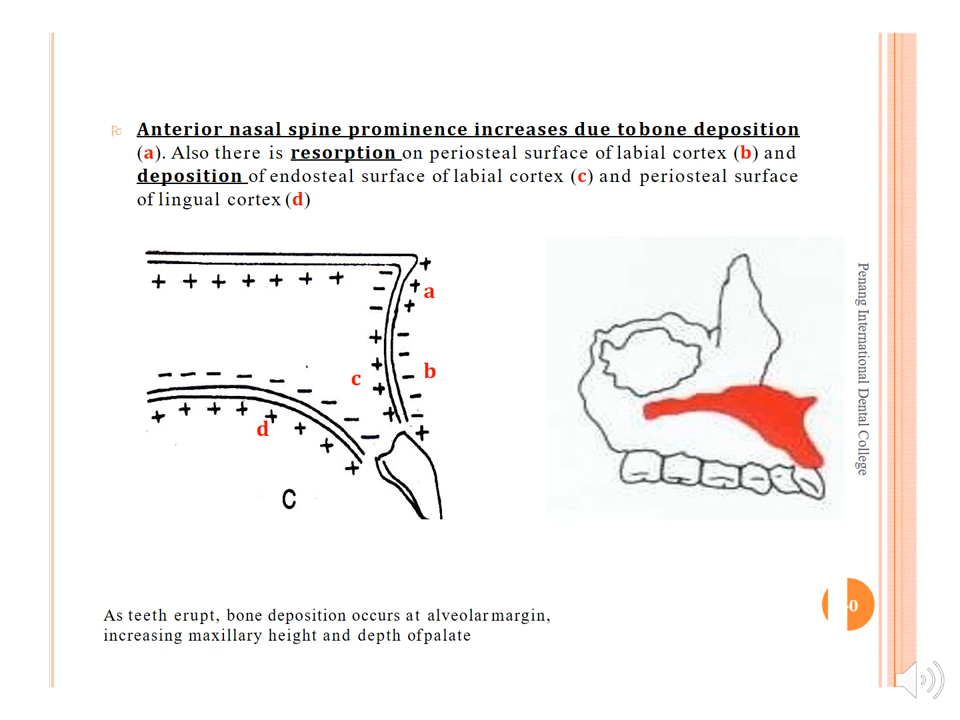 Anterior nasal spine prominence increases due to bone deposition
(a). Also there is resorption on periosteal surface of labial cortex (b) and
deposition of endosteal surface of labial cortex (c) and periosteal surface
of lingual cortex (d)
a
b
c
d
C
Penang International Dental College
As teeth erupt, bone deposition occurs at alveolar margin,
increasing maxillary height and depth of palate